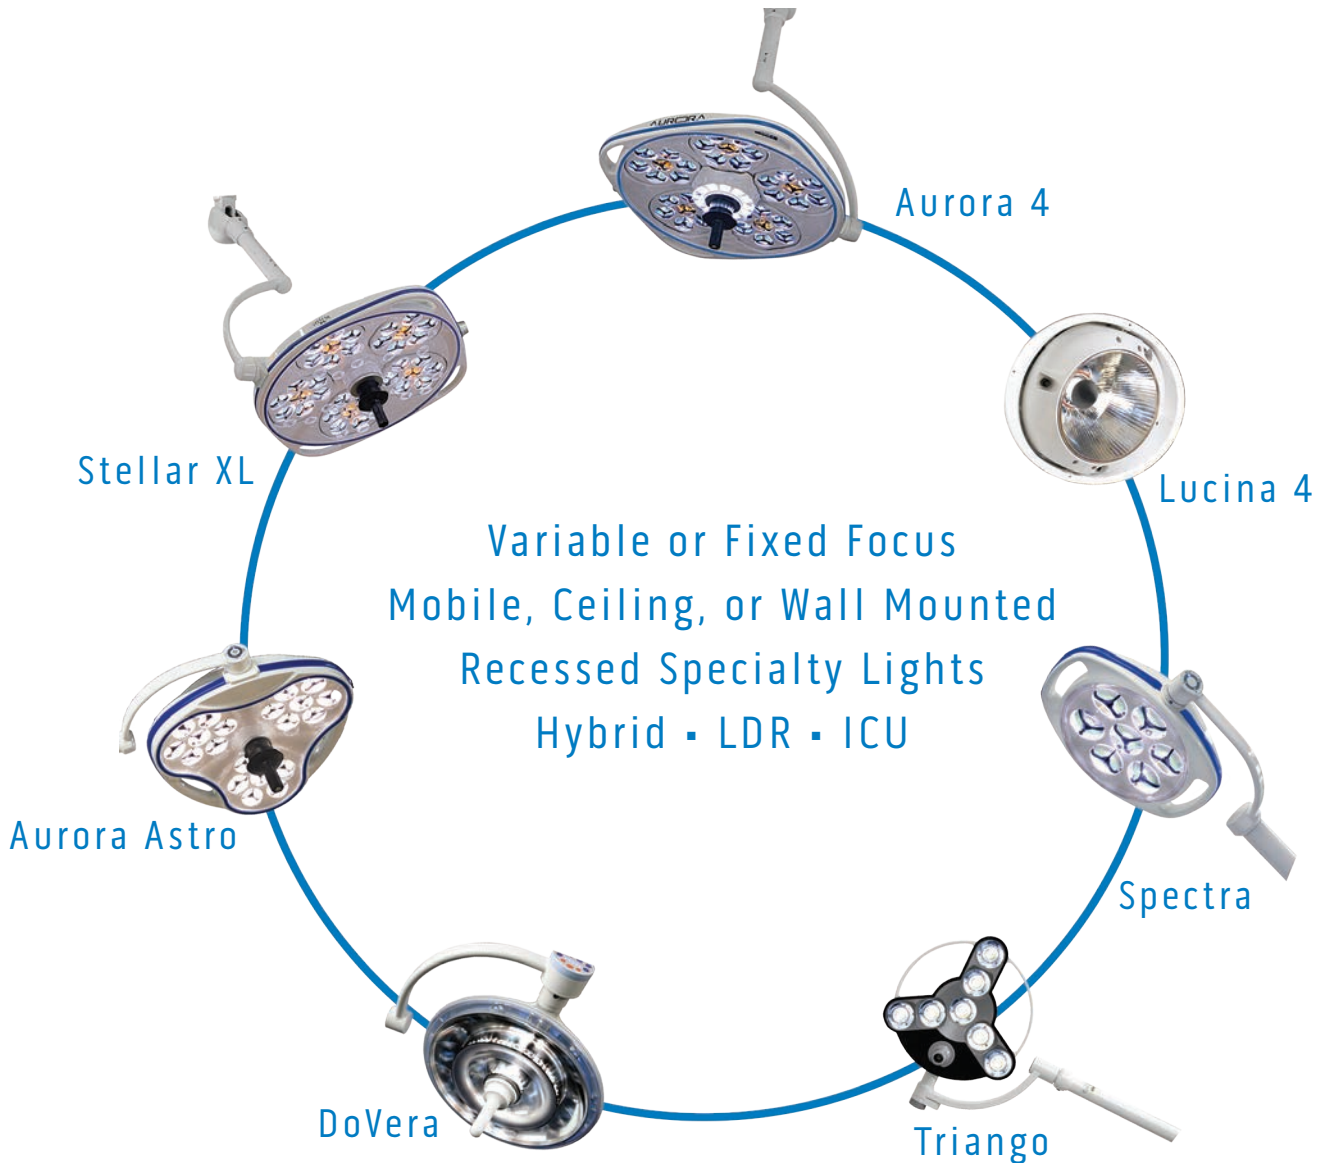 AURORA
Aurora 4
Stellar XL
Lucina 4
Variable or Fixed Focus
Mobile, Ceiling, or Wall Mounted
Recessed Specialty Lights
Hybrid ▪ LDR ▪ ICU
Aurora Astro
Spectra
DoVera
Triango